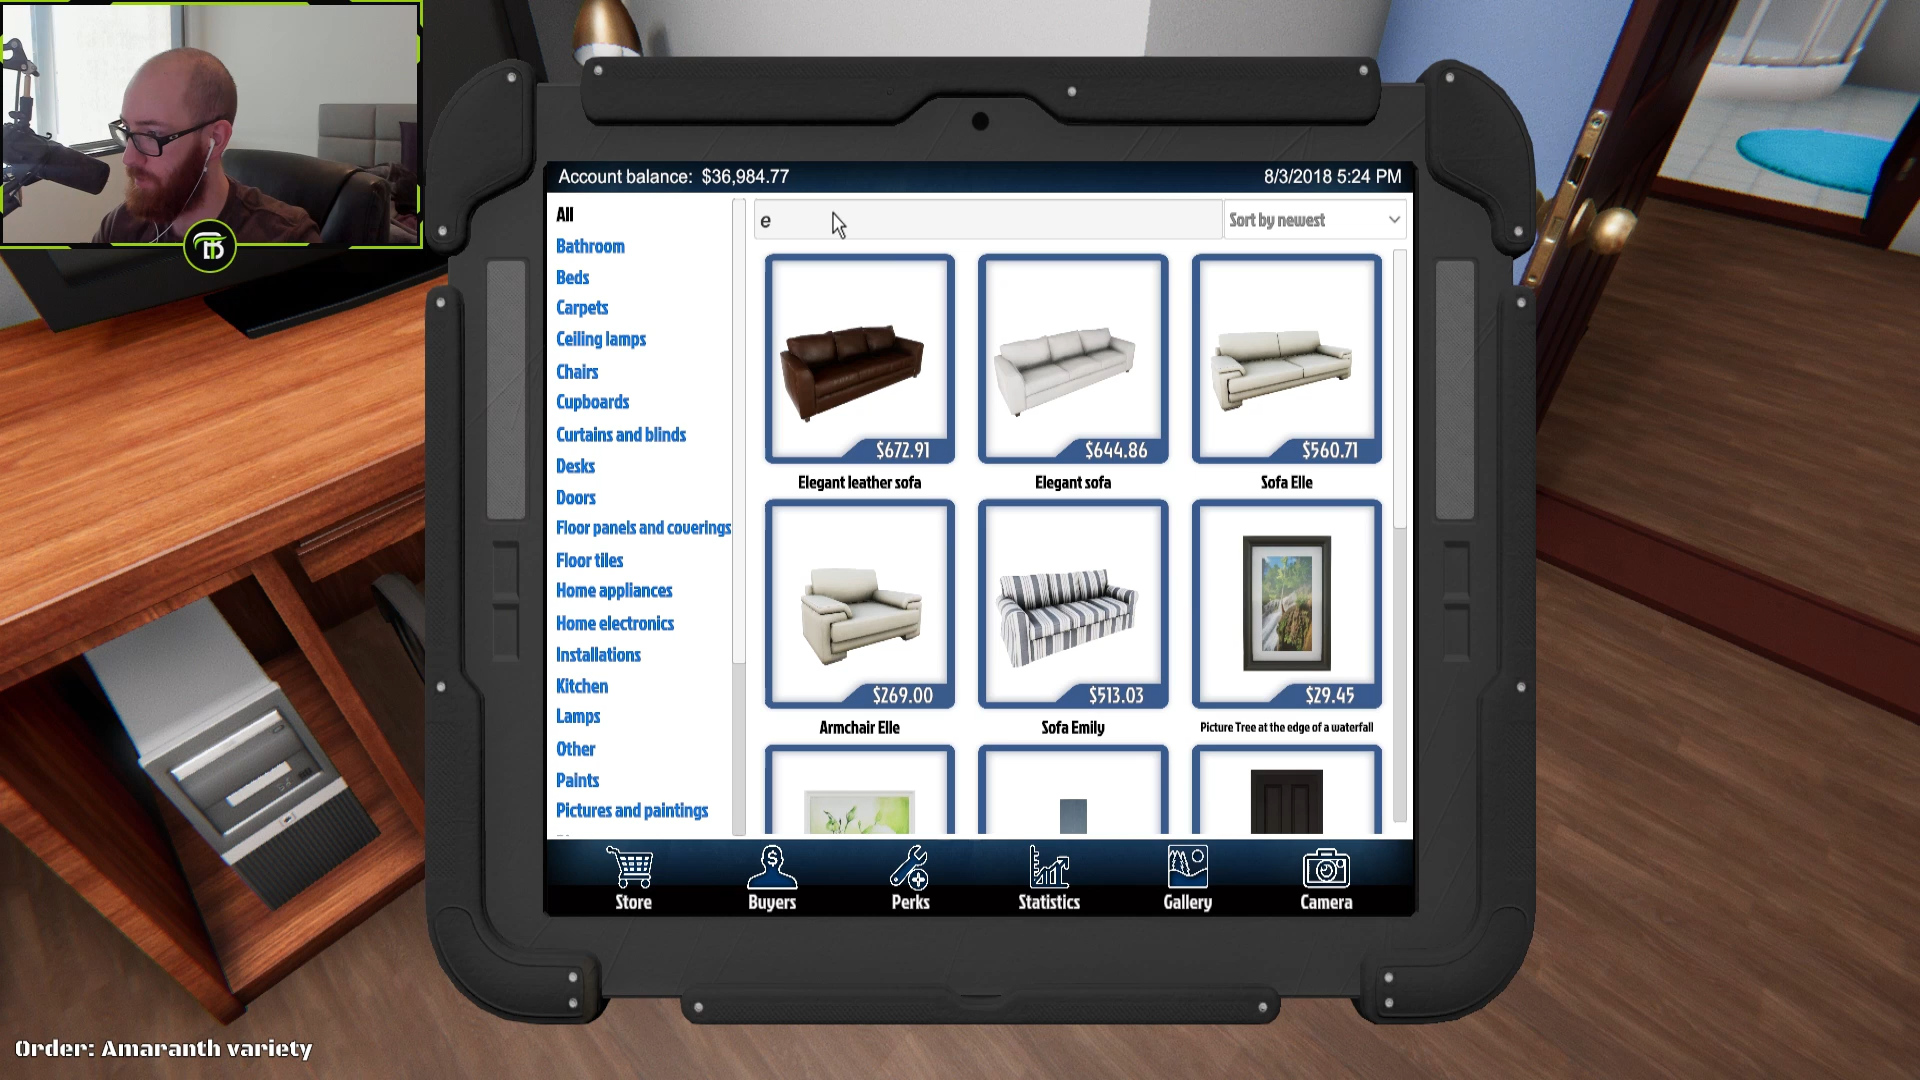 Account balance: $36,984.77
8/3/2018 5:24 PM
All
Bathroom
Beds
Carpets
Ceiling lamps
Chairs
Cupboards
Curtains and blinds
Desks
Doors
Floor panels and coverings
Floor tiles
Home appliances
Home electronics
Installations
Kitchen
Lamps
Other
Paints
Pictures and paintings
e
Sort by newest
$672.91
Elegant leather sofa
$644.86
Elegant sofa
$560.71
Sofa Elle
$269.00
Armchair Elle
$513.03
Sofa Emily
$29.45
Picture Tree at the edge of a waterfall
Store
Buyers
Perks
Statistics
Gallery
Camera
Order: Amaranth variety